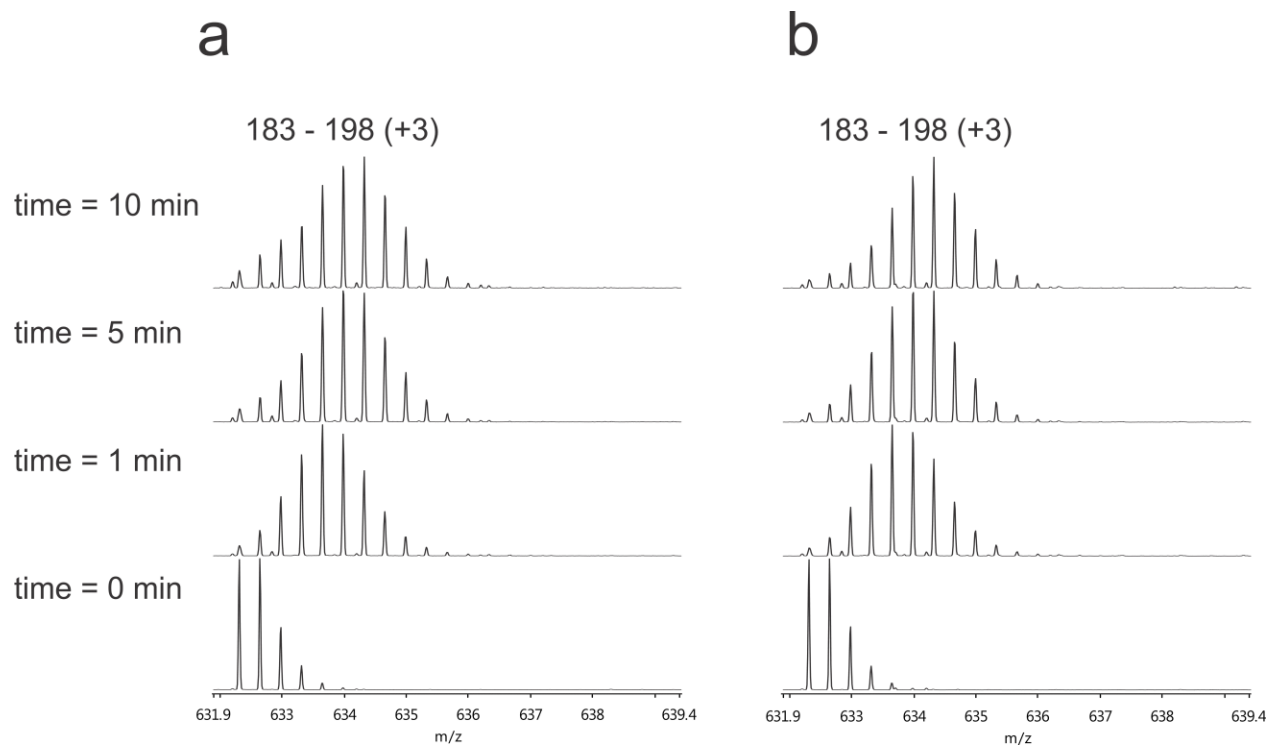 a b
183 - 198 (+3) 183 - 198 (+3)
time = 10 min
time = 5 min
time = 1 min
time = 0 min
631.9 633 634 635 636 637 638 639.4 631.9 633 634 635 636 637 638 639.4
m/z m/z